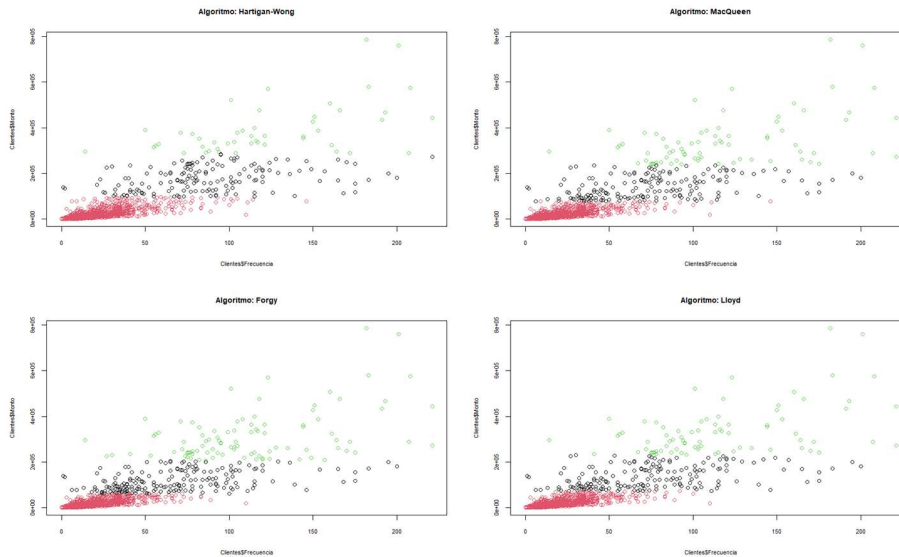 Algoritmo: Hartigan-Wong
Clientes$Monto
0e+00 2e+05 4e+05 6e+05 8e+05
0 50 100 150 200
Clientes$Frecuencia
Algoritmo: MacQueen
Clientes$Monto
0e+00 2e+05 4e+05 6e+05 8e+05
0 50 100 150 200
Clientes$Frecuencia
Algoritmo: Forgy
Clientes$Monto
0e+00 2e+05 4e+05 6e+05 8e+05
0 50 100 150 200
Clientes$Frecuencia
Algoritmo: Lloyd
Clientes$Monto
0e+00 2e+05 4e+05 6e+05 8e+05
0 50 100 150 200
Clientes$Frecuencia